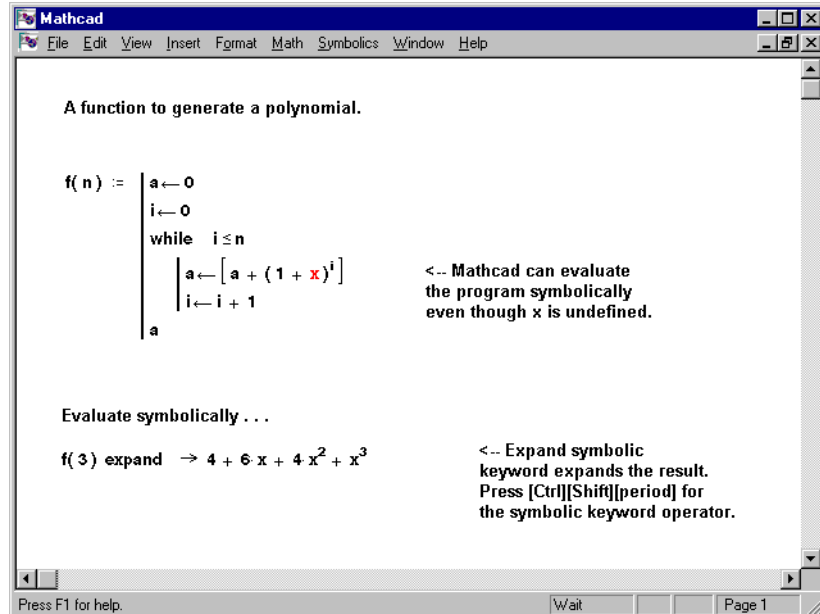 Mathcad
File Edit View Insert Format Math Symbolics Window Help
A function to generate a polynomial.
f( n ) := a ← 0
i ← 0
while i ≤ n
a ← [ a + ( 1 + x )^i ]
i ← i + 1
a
<-- Mathcad can evaluate
the program symbolically
even though x is undefined.
Evaluate symbolically . . .
f( 3 ) expand → 4 + 6·x + 4·x² + x³
<-- Expand symbolic
keyword expands the result.
Press [Ctrl][Shift][period] for
the symbolic keyword operator.
Press F1 for help.
Wait
Page 1